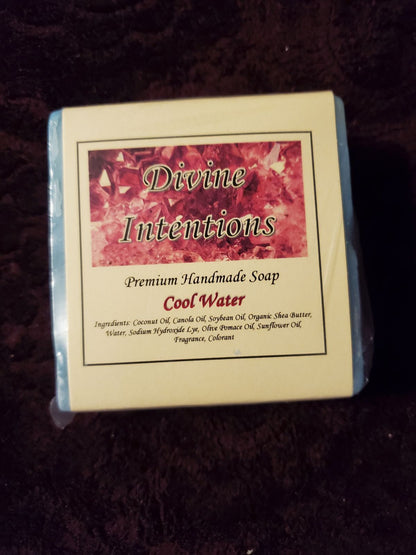 Divine
Intentions
Premium Handmade Soap
Cool Water
Ingredients: Coconut Oil, Canola Oil, Soybean Oil, Organic Shea Butter,
Water, Sodium Hydroxide Lye, Olive Pomace Oil, Sunflower Oil,
Fragrance, Colorant